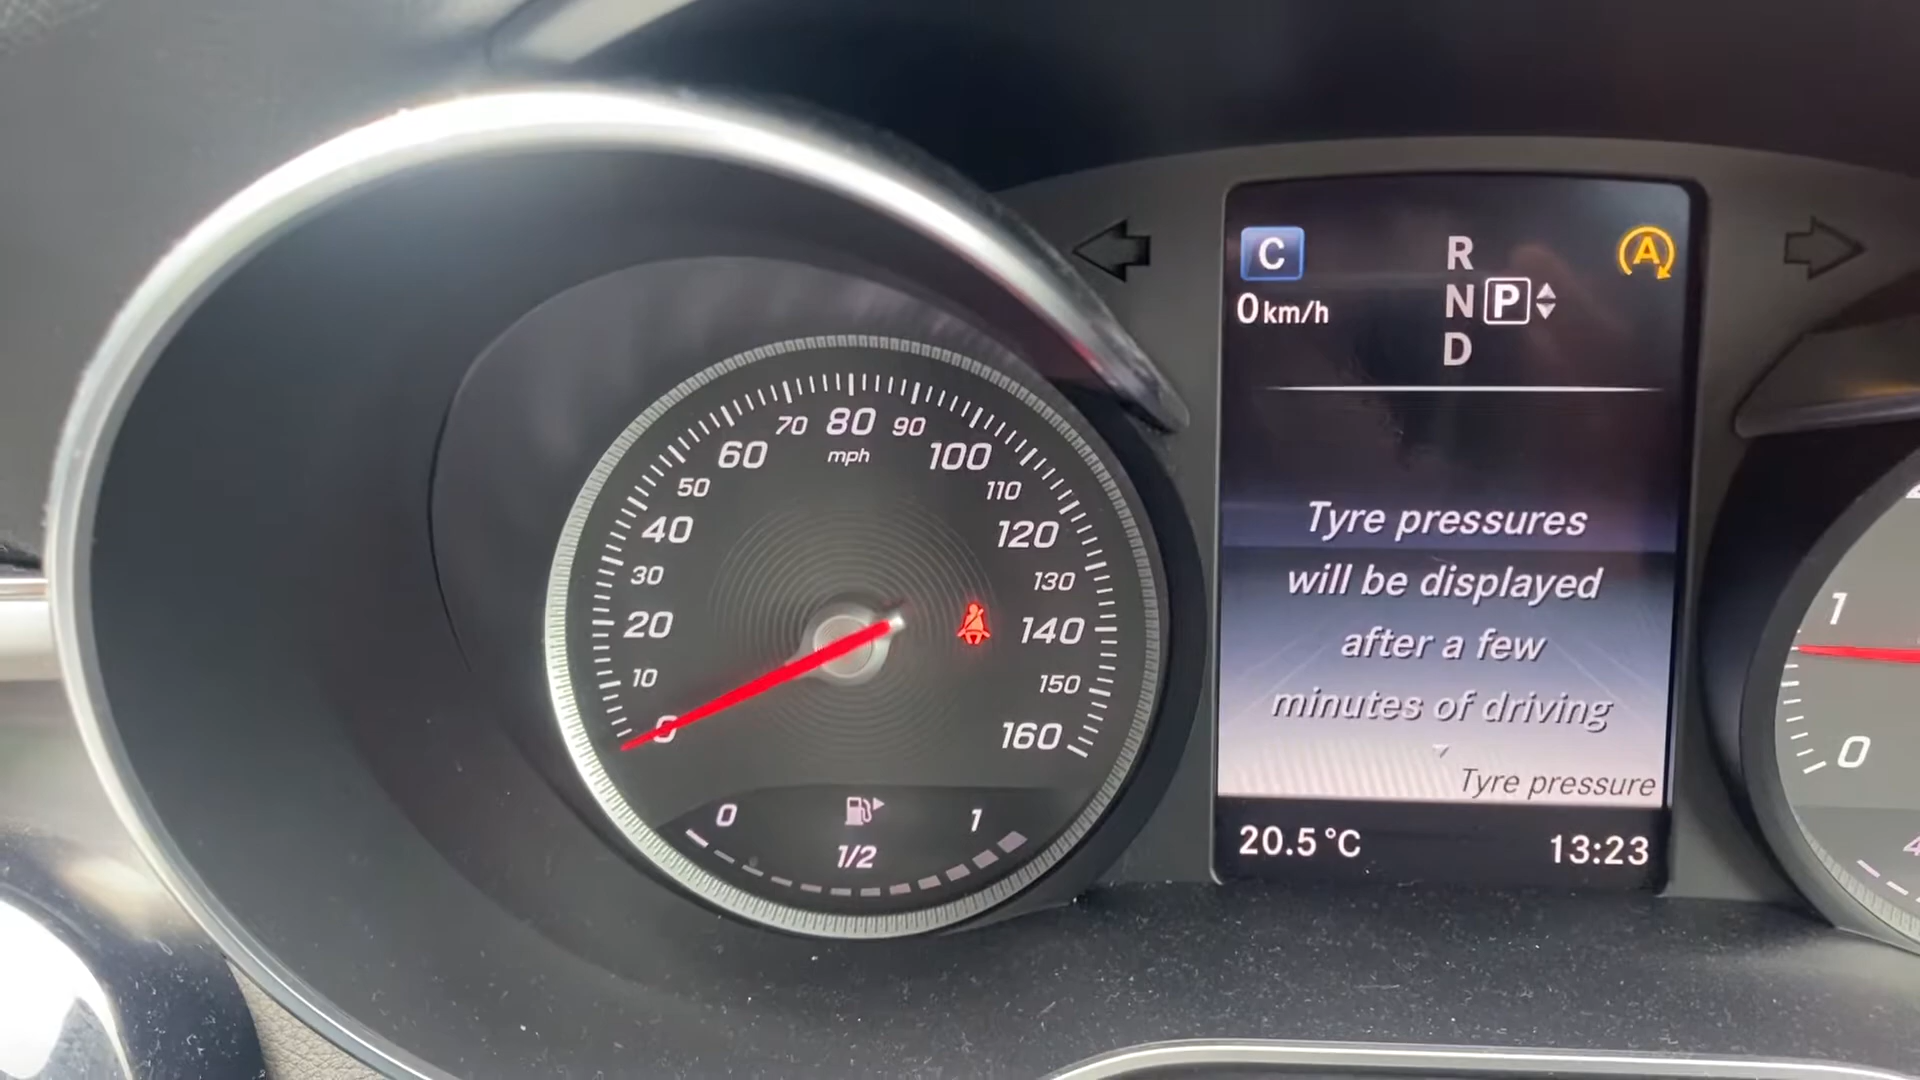 70 80 90
60 mph 100
50 110
40 120
30 130
20 140
10 150
0 160
0 1
1/2
C R A
0 km/h N P
D
Tyre pressures
will be displayed
after a few
minutes of driving
Tyre pressure
20.5°C 13:23
1
0